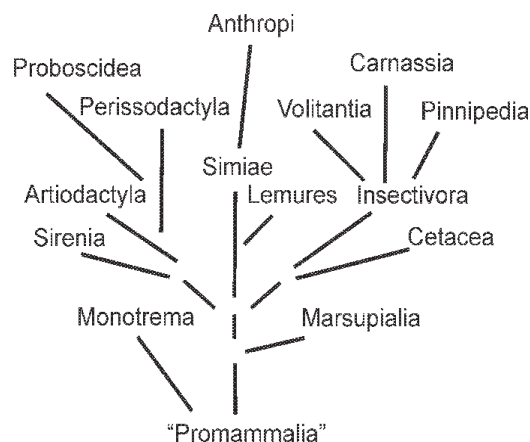 Anthropi
Proboscidea
Carnassia
Perissodactyla
Volitantia
Pinnipedia
Simiae
Artiodactyla
Lemures
Insectivora
Sirenia
Cetacea
Monotrema
Marsupialia
“Promammalia”